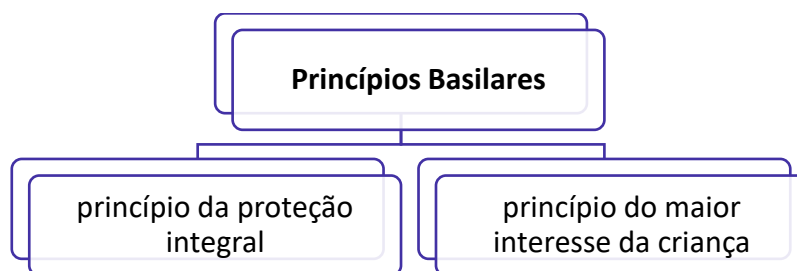 Princípios Basilares
princípio da proteção
integral
princípio do maior
interesse da criança